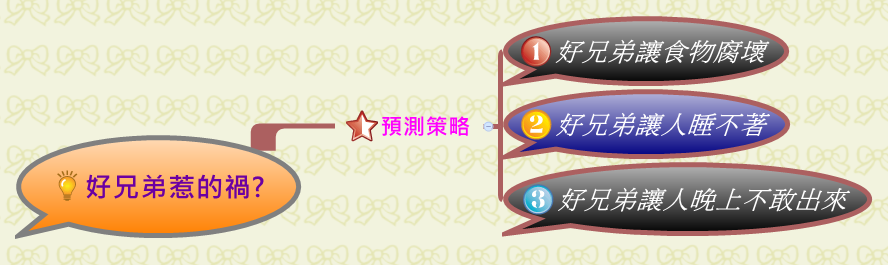 好兄弟惹的禍?
預測策略
1 好兄弟讓食物腐壞
2 好兄弟讓人睡不著
3 好兄弟讓人晚上不敢出來